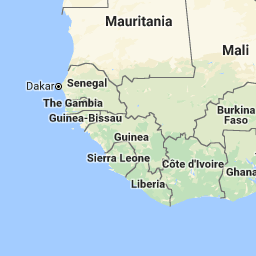 Mauritania
Mali
Dakar
Senegal
The Gambia
Guinea-Bissau
Burkina
Faso
Guinea
Sierra Leone
Côte d'Ivoire
Ghana
Liberia